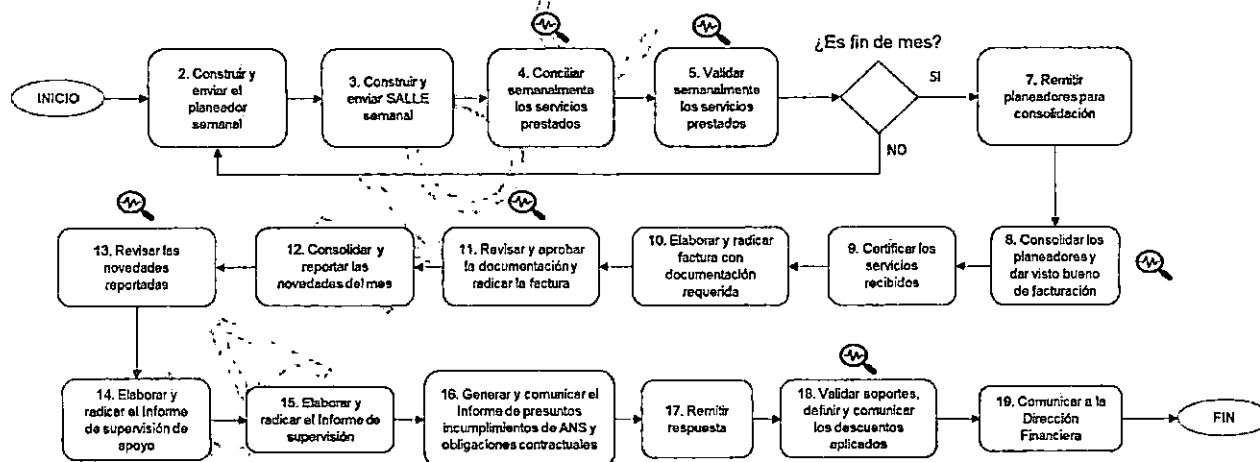 ¿Es fin de mes?
INICIO
2. Construir y
enviar el
planeador
semanal
3. Construir y
enviar SALLE
semanal
4. Conciliar
semanalmente
los servicios
prestados
5. Validar
semanalmente
los servicios
prestados
SI
NO
7. Remitir
planeadores para
consolidación
13. Revisar las
novedades
reportadas
12. Consolidar y
reportar las
novedades del mes
11. Revisar y aprobar
la documentación y
radicar la factura
10. Elaborar y radicar
factura con
documentación
requerida
9. Certificar los
servicios
recibidos
8. Consolidar los
planeadores y
dar visto bueno
de facturación
14. Elaborar y
radicar el Informe
de supervisión de
apoyo
15. Elaborar y
radicar el Informe de
supervisión
16. Generar y comunicar el
Informe de presuntos
incumplimientos de ANS y
obligaciones contractuales
17. Remitir
respuesta
18. Validar soportes,
definir y comunicar
los descuentos
aplicados
19. Comunicar a la
Dirección
Financiera
FIN